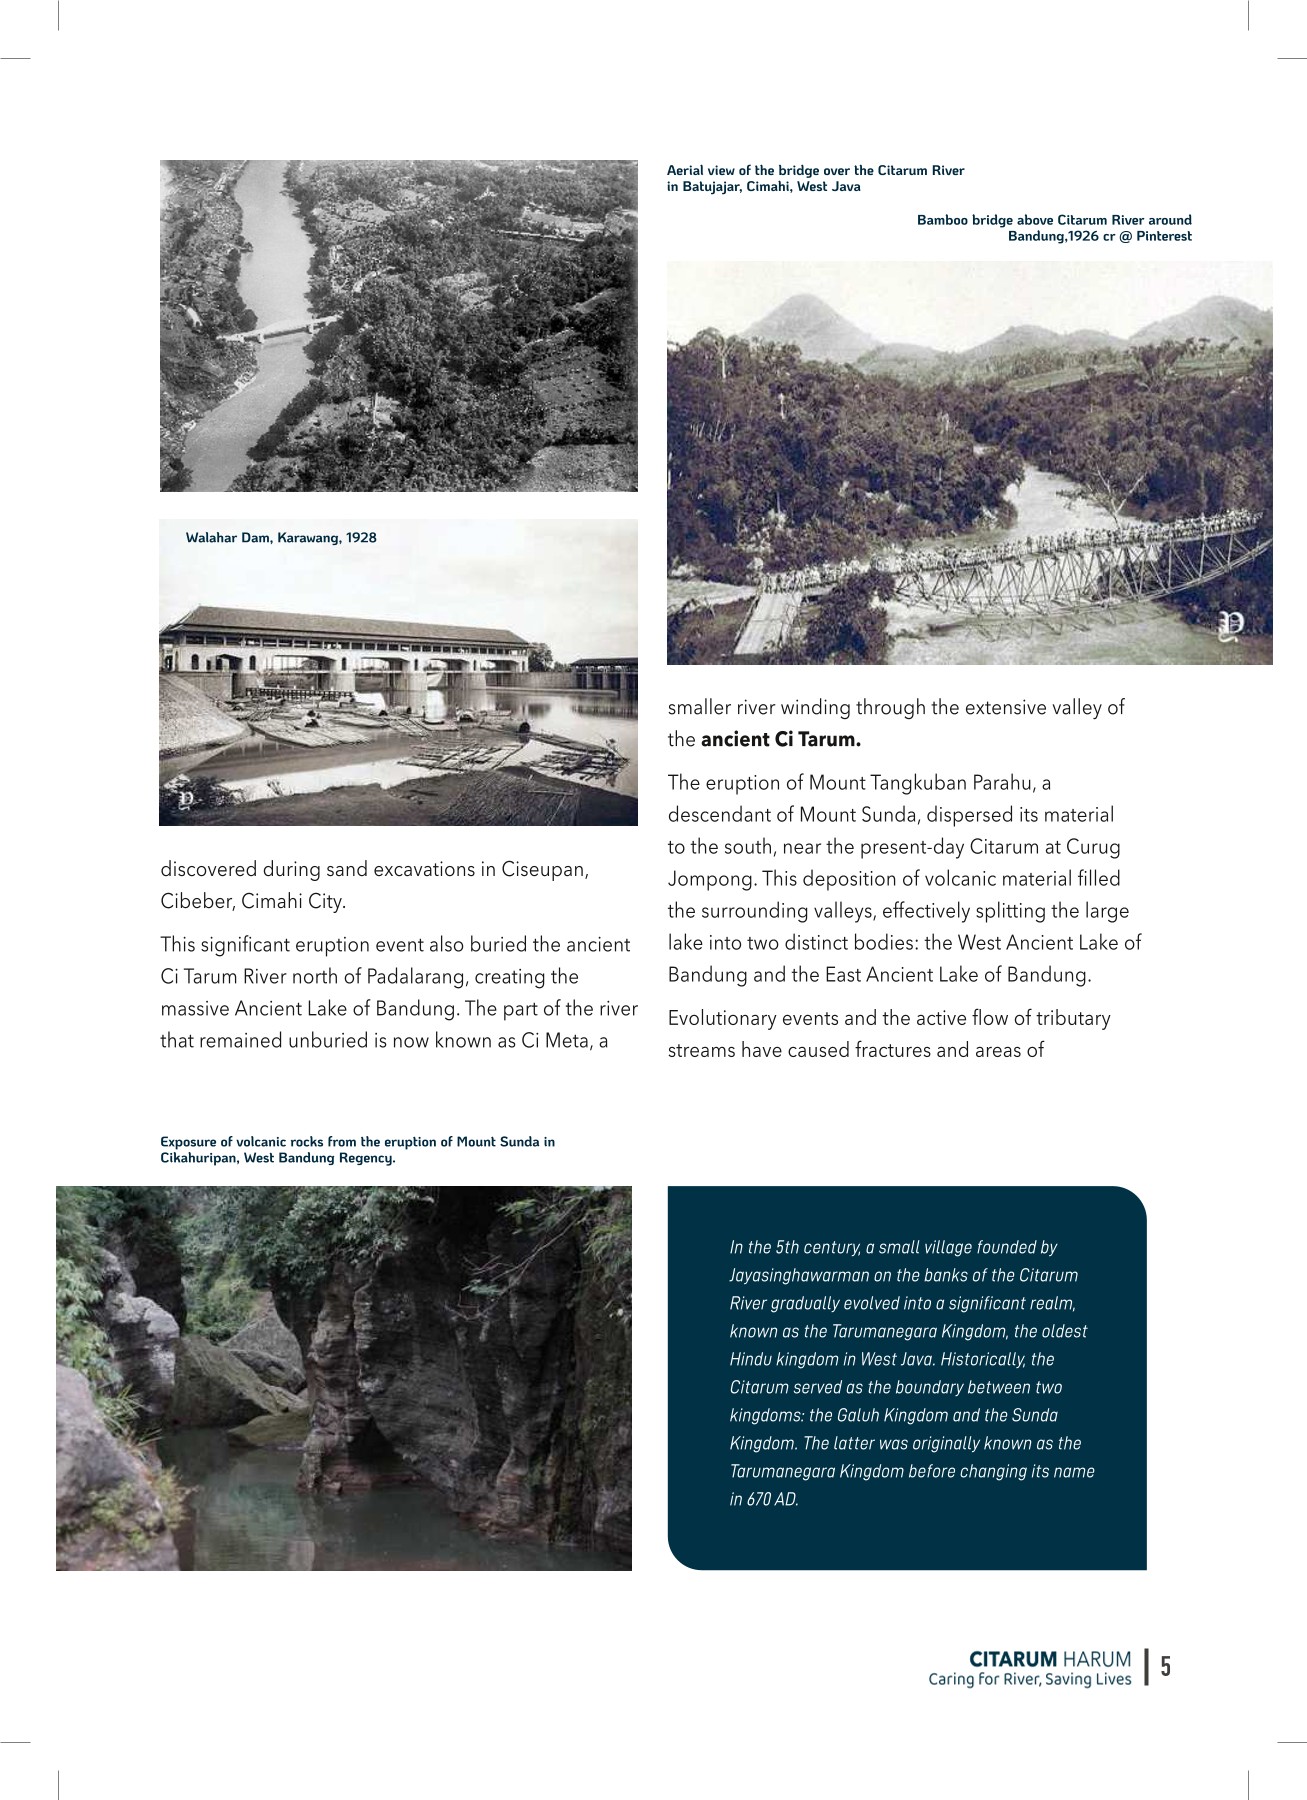 Aerial view of the bridge over the Citarum River
in Batujajar, Cimahi, West Java
Bamboo bridge above Citarum River around
Bandung,1926 cr @ Pinterest
Walahar Dam, Karawang, 1928
discovered during sand excavations in Ciseupan,
Cibeber, Cimahi City.
This significant eruption event also buried the ancient
Ci Tarum River north of Padalarang, creating the
massive Ancient Lake of Bandung. The part of the river
that remained unburied is now known as Ci Meta, a
smaller river winding through the extensive valley of
the ancient Ci Tarum.
The eruption of Mount Tangkuban Parahu, a
descendant of Mount Sunda, dispersed its material
to the south, near the present-day Citarum at Curug
Jompong. This deposition of volcanic material filled
the surrounding valleys, effectively splitting the large
lake into two distinct bodies: the West Ancient Lake of
Bandung and the East Ancient Lake of Bandung.
Evolutionary events and the active flow of tributary
streams have caused fractures and areas of
Exposure of volcanic rocks from the eruption of Mount Sunda in
Cikahuripan, West Bandung Regency.
In the 5th century, a small village founded by
Jayasinghawarman on the banks of the Citarum
River gradually evolved into a significant realm,
known as the Tarumanegara Kingdom, the oldest
Hindu kingdom in West Java. Historically, the
Citarum served as the boundary between two
kingdoms: the Galuh Kingdom and the Sunda
Kingdom. The latter was originally known as the
Tarumanegara Kingdom before changing its name
in 670 AD.
CITARUM HARUM
Caring for River, Saving Lives
5